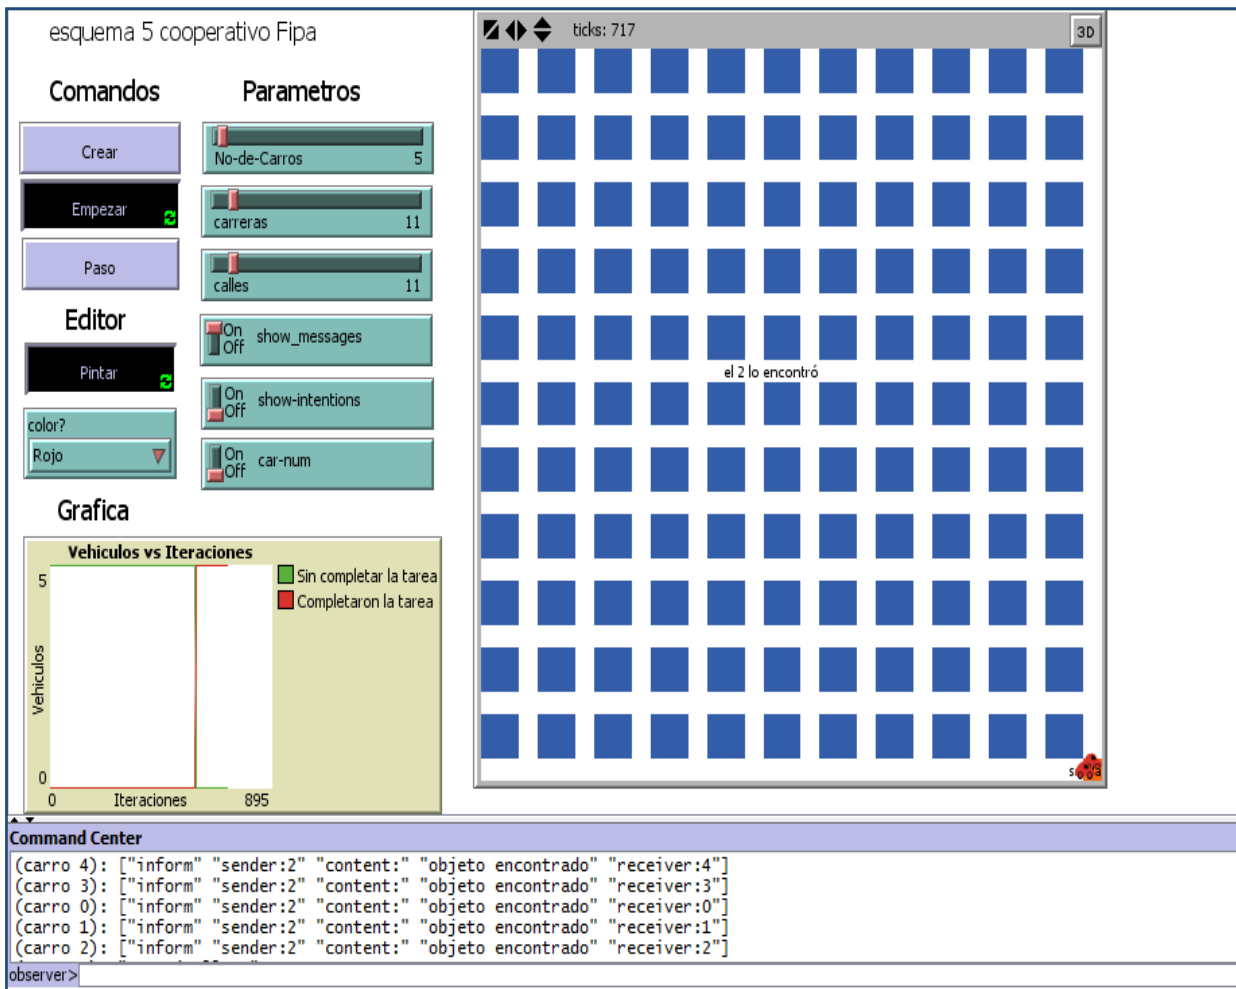 esquema 5 cooperativo Fipa
Comandos
Crear
Empezar
Paso
Editor
Pintar
color?
Rojo
Parametros
No-de-Carros 5
carreras 11
calles 11
On
Off
show_messages
On
Off
show-intentions
On
Off
car-num
Grafica
Vehiculos vs Iteraciones
5
Vehiculos
0
0 Iteraciones 895
Sin completar la tarea
Completaron la tarea
ticks: 717
3D
el 2 lo encontró
Command Center
(carro 4): ["inform" "sender:2" "content:" "objeto encontrado" "receiver:4"]
(carro 3): ["inform" "sender:2" "content:" "objeto encontrado" "receiver:3"]
(carro 0): ["inform" "sender:2" "content:" "objeto encontrado" "receiver:0"]
(carro 1): ["inform" "sender:2" "content:" "objeto encontrado" "receiver:1"]
(carro 2): ["inform" "sender:2" "content:" "objeto encontrado" "receiver:2"]
observer>